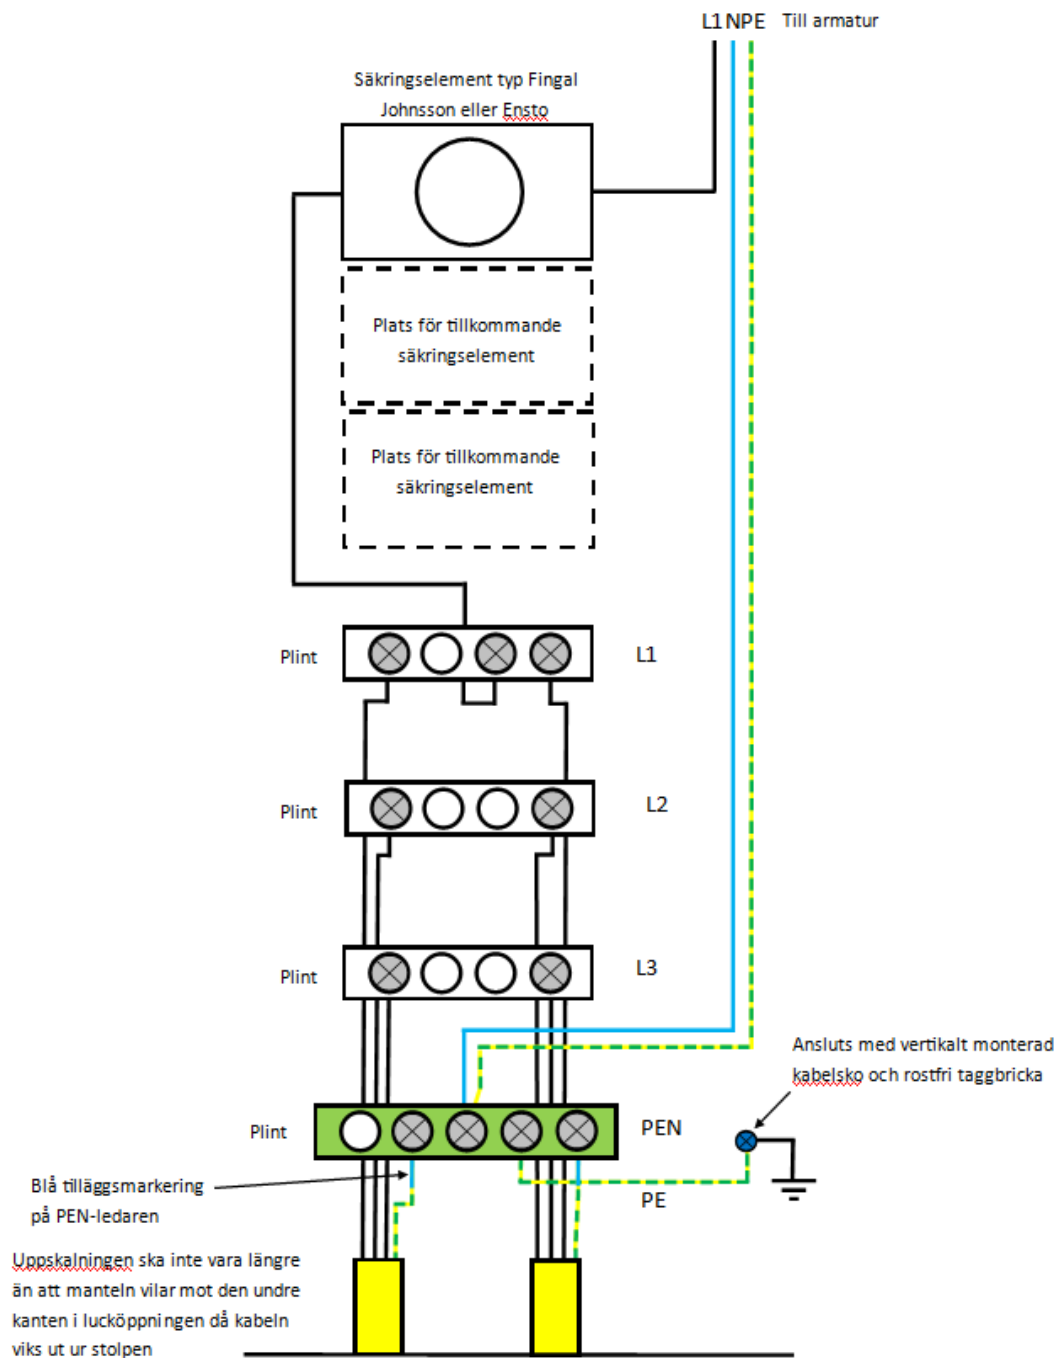 L1 N PE Till armatur
Säkringselement typ Fingal
Johnsson eller Ensto
Plats för tillkommande
säkringselement
Plats för tillkommande
säkringselement
Plint
L1
Plint
L2
Plint
L3
Ansluts med vertikalt monterad
kabelsko och rostfri taggbricka
Plint
PEN
PE
Blå tilläggsmarkering
på PEN-ledaren
Uppskalningen ska inte vara längre
än att manteln vilar mot den undre
kanten i lucköppningen då kabeln
viks ut ur stolpen